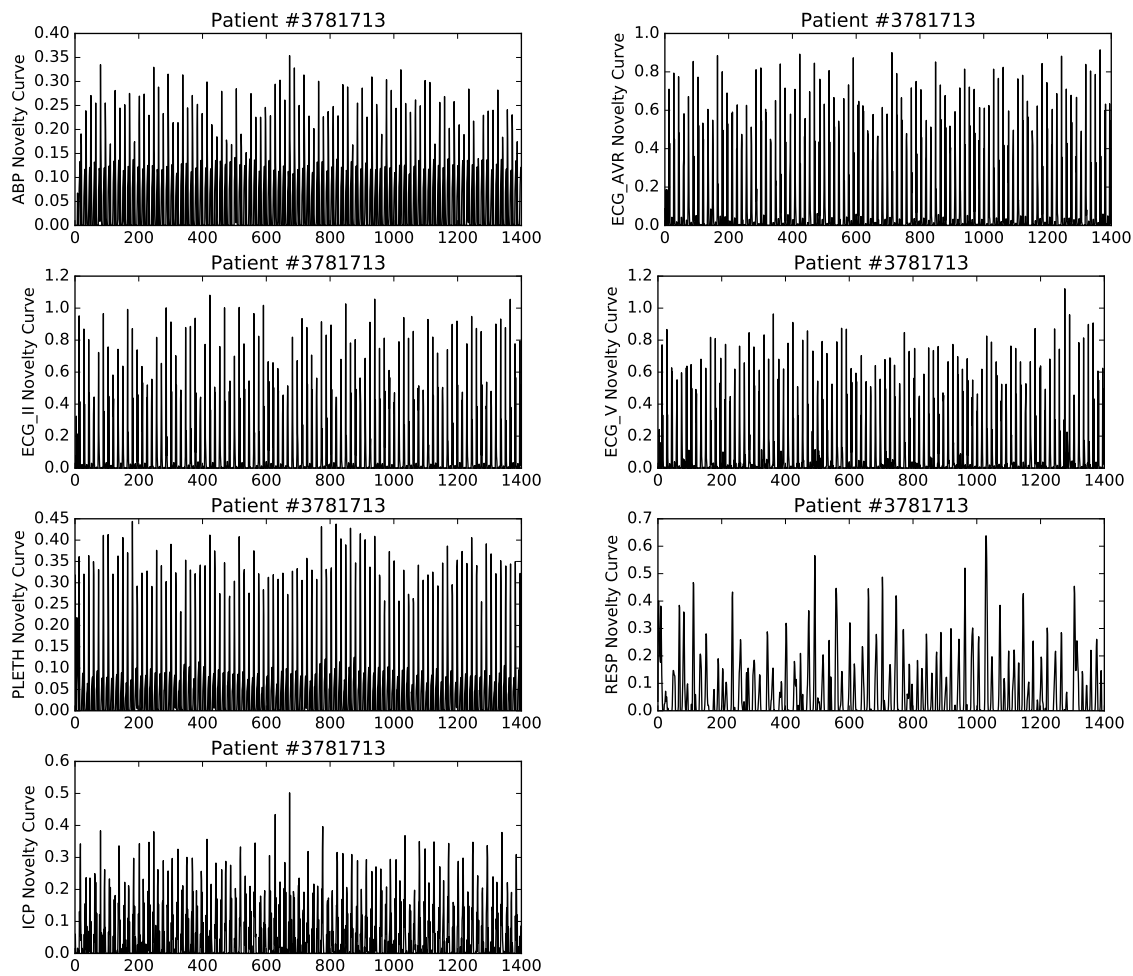 Patient #3781713
ABP Novelty Curve
0.40
0.35
0.30
0.25
0.20
0.15
0.10
0.05
0.00
0 200 400 600 800 1000 1200 1400
Patient #3781713
ECG_AVR Novelty Curve
1.0
0.8
0.6
0.4
0.2
0.0
0 200 400 600 800 1000 1200 1400
Patient #3781713
ECG_II Novelty Curve
1.2
1.0
0.8
0.6
0.4
0.2
0.0
0 200 400 600 800 1000 1200 1400
Patient #3781713
ECG_V Novelty Curve
1.2
1.0
0.8
0.6
0.4
0.2
0.0
0 200 400 600 800 1000 1200 1400
Patient #3781713
PLETH Novelty Curve
0.45
0.40
0.35
0.30
0.25
0.20
0.15
0.10
0.05
0.00
0 200 400 600 800 1000 1200 1400
Patient #3781713
RESP Novelty Curve
0.7
0.6
0.5
0.4
0.3
0.2
0.1
0.0
0 200 400 600 800 1000 1200 1400
Patient #3781713
ICP Novelty Curve
0.6
0.5
0.4
0.3
0.2
0.1
0.0
0 200 400 600 800 1000 1200 1400